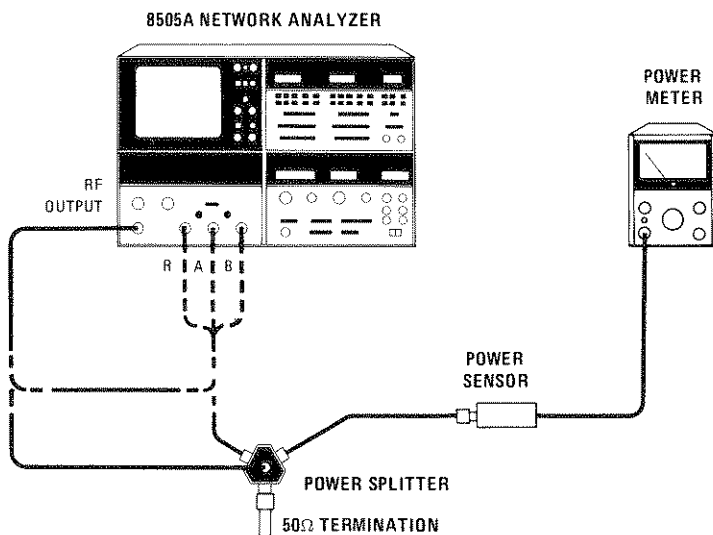 8505A NETWORK ANALYZER
POWER
METER
RF
OUTPUT
R A B
POWER
SENSOR
POWER SPLITTER
50Ω TERMINATION